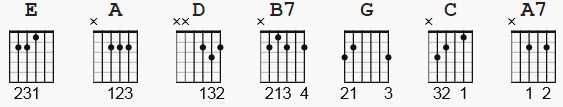 E A D B7 G C A7
× ×× × × ×
231 123 132 213 4 21 3 32 1 1 2